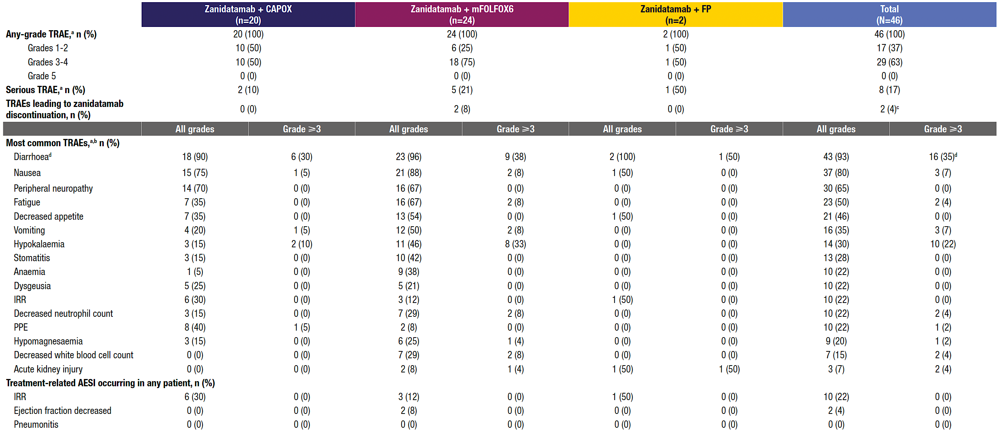 Zanidatamab + CAPOX (n=20) Zanidatamab + mFOLFOX6 (n=24) Zanidatamab + FP (n=2) Total (N=46)
Any-grade TRAE,a n (%) 20 (100) 24 (100) 2 (100) 46 (100)
Grades 1-2 10 (50) 6 (25) 1 (50) 17 (37)
Grades 3-4 10 (50) 18 (75) 1 (50) 29 (63)
Grade 5 0 (0) 0 (0) 0 (0) 0 (0)
Serious TRAE,a n (%) 2 (10) 5 (21) 1 (50) 8 (17)
TRAEs leading to zanidatamab discontinuation, n (%) 0 (0) 2 (8) 0 (0) 2 (4)c
All grades Grade ⩾3 All grades Grade ⩾3 All grades Grade ⩾3 All grades Grade ⩾3
Most common TRAEs,a,b n (%)
Diarrhoead 18 (90) 6 (30) 23 (96) 9 (38) 2 (100) 1 (50) 43 (93) 16 (35)d
Nausea 15 (75) 1 (5) 21 (88) 2 (8) 1 (50) 0 (0) 37 (80) 3 (7)
Peripheral neuropathy 14 (70) 0 (0) 16 (67) 0 (0) 0 (0) 0 (0) 30 (65) 0 (0)
Fatigue 7 (35) 0 (0) 16 (67) 2 (8) 0 (0) 0 (0) 23 (50) 2 (4)
Decreased appetite 7 (35) 0 (0) 13 (54) 0 (0) 1 (50) 0 (0) 21 (46) 0 (0)
Vomiting 4 (20) 1 (5) 12 (50) 2 (8) 0 (0) 0 (0) 16 (35) 3 (7)
Hypokalaemia 3 (15) 2 (10) 11 (46) 8 (33) 0 (0) 0 (0) 14 (30) 10 (22)
Stomatitis 3 (15) 0 (0) 10 (42) 0 (0) 0 (0) 0 (0) 13 (28) 0 (0)
Anaemia 1 (5) 0 (0) 9 (38) 0 (0) 0 (0) 0 (0) 10 (22) 0 (0)
Dysgeusia 5 (25) 0 (0) 5 (21) 0 (0) 0 (0) 0 (0) 10 (22) 0 (0)
IRR 6 (30) 0 (0) 3 (12) 0 (0) 1 (50) 0 (0) 10 (22) 0 (0)
Decreased neutrophil count 3 (15) 0 (0) 7 (29) 2 (8) 0 (0) 0 (0) 10 (22) 2 (4)
PPE 8 (40) 1 (5) 2 (8) 0 (0) 0 (0) 0 (0) 10 (22) 1 (2)
Hypomagnesaemia 3 (15) 0 (0) 6 (25) 1 (4) 0 (0) 0 (0) 9 (20) 1 (2)
Decreased white blood cell count 0 (0) 0 (0) 7 (29) 2 (8) 0 (0) 0 (0) 7 (15) 2 (4)
Acute kidney injury 0 (0) 0 (0) 2 (8) 1 (4) 1 (50) 1 (50) 3 (7) 2 (4)
Treatment-related AESI occurring in any patient, n (%)
IRR 6 (30) 0 (0) 3 (12) 0 (0) 1 (50) 0 (0) 10 (22) 0 (0)
Ejection fraction decreased 0 (0) 0 (0) 2 (8) 0 (0) 0 (0) 0 (0) 2 (4) 0 (0)
Pneumonitis 0 (0) 0 (0) 0 (0) 0 (0) 0 (0) 0 (0) 0 (0) 0 (0)